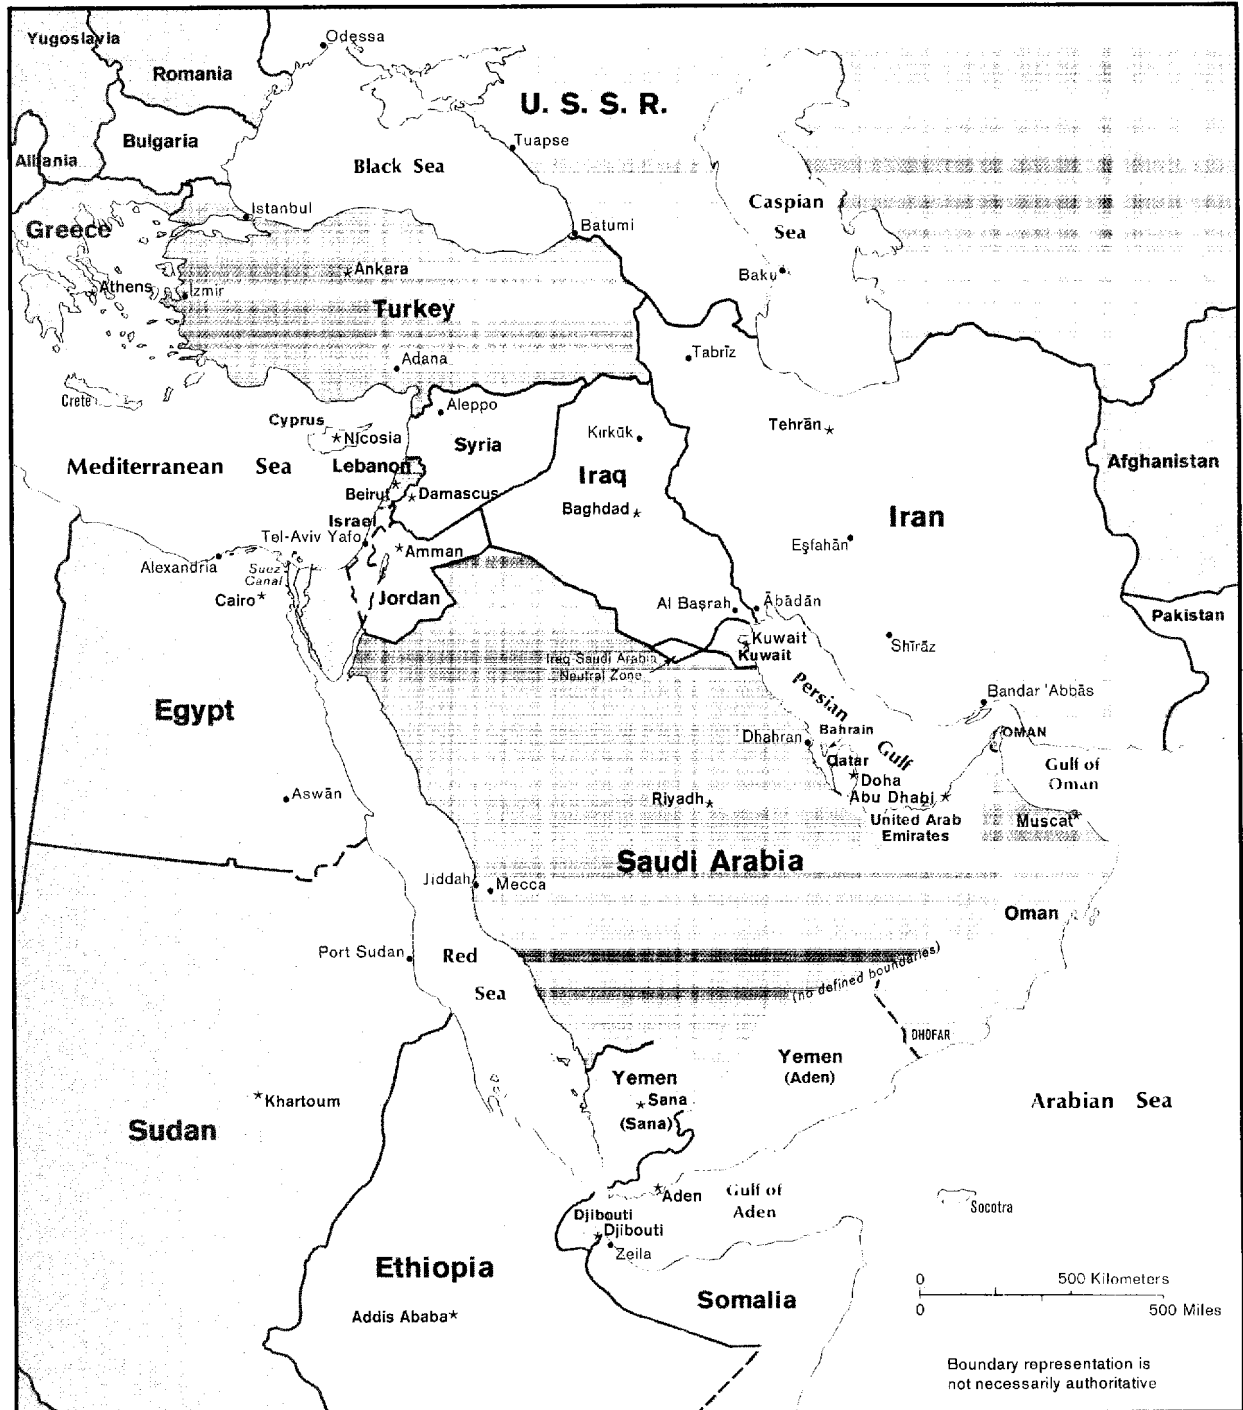 Yugoslavia
Odessa
Romania
U. S. S. R.
Bulgaria
Tuapse
Albania
Black Sea
Caspian
Sea
Istanbul
Greece
Batumi
Baku
Ankara
Athens
Izmir
Turkey
Tabrīz
Adana
Crete
Aleppo
Cyprus
Nicosia
Syria
Kirkūk
Tehrān
Mediterranean Sea
Lebanon
Iraq
Afghanistan
Beirut
Damascus
Baghdad
Iran
Israel
Tel-Aviv Yafo
Amman
Eşfahān
Alexandria
Suez
Canal
Cairo
Jordan
Al Başrah
Ābādān
Pakistan
Kuwait
Kuwait
Shīrāz
Iraq-Saudi Arabia
Neutral Zone
Egypt
Persian
Gulf
Bandar 'Abbās
Dhahran
Bahrain
OMAN
Qatar
Doha
Gulf of
Oman
Aswān
Riyadh
Abu Dhabi
United Arab
Emirates
Muscat
Saudi Arabia
Jiddah
Mecca
Oman
Port Sudan
Red
Sea
(no defined boundaries)
DHOFAR
Yemen
(Aden)
Yemen
Sana
(Sana)
Khartoum
Sudan
Arabian Sea
Aden
Gulf of
Aden
Socotra
Djibouti
Djibouti
Zeila
Ethiopia
Somalia
Addis Ababa
0 500 Kilometers
0 500 Miles
Boundary representation is
not necessarily authoritative